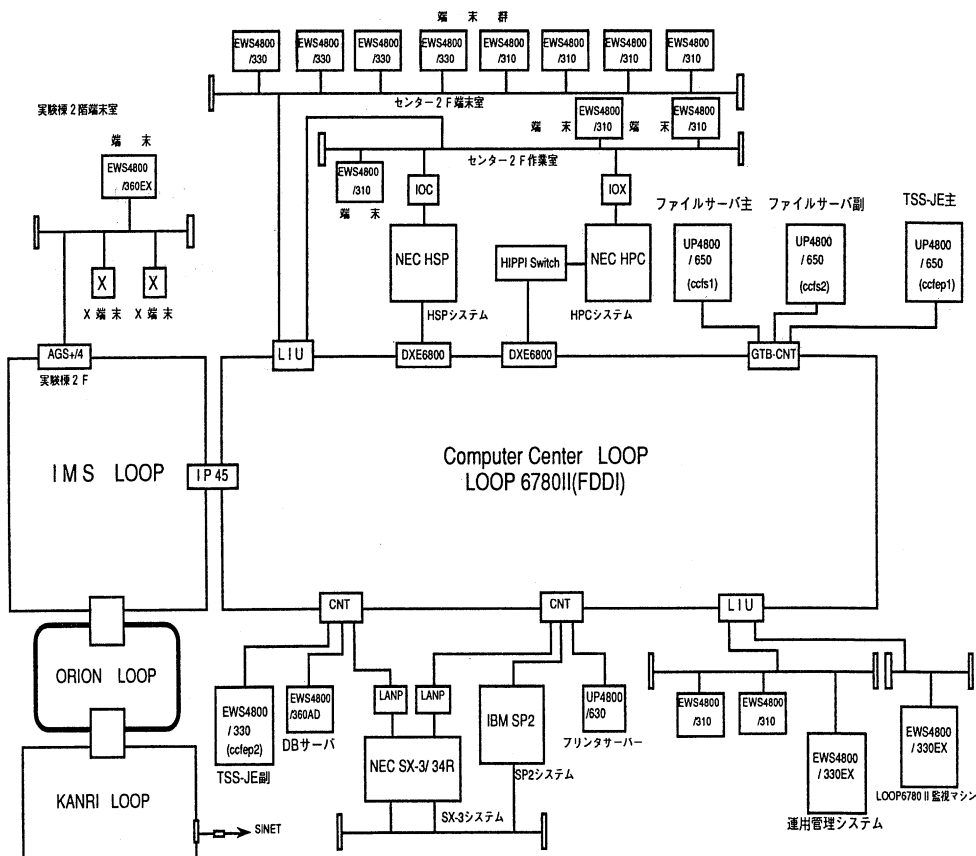 端 末 群
EWS4800
/330
EWS4800
/330
EWS4800
/330
EWS4800
/330
EWS4800
/310
EWS4800
/310
EWS4800
/310
EWS4800
/310
センター2F端末室
実験棟2階端末室
端 末
EWS4800
/360EX
X
X
X端末
X端末
端 末
EWS4800
/310
端 末
EWS4800
/310
センター2F作業室
EWS4800
/310
端 末
IOC
NEC HSP
HSPシステム
IOX
HIPPI Switch
NEC HPC
HPCシステム
ファイルサーバ主
UP4800
/ 650
(ccfs1)
ファイルサーバ副
UP4800
/ 650
(ccfs2)
TSS-JE主
UP4800
/ 650
(ccfep1)
AGS+/4
実験棟2F
LIU
DXE6800
DXE6800
GTB-CNT
IMS LOOP
IP45
Computer Center LOOP
LOOP 6780II(FDDI)
CNT
CNT
LIU
ORION LOOP
KANRI LOOP
SINET
EWS4800
/ 330
(ccfep2)
TSS-JE副
EWS4800
/360AD
DBサーバ
LANP
LANP
NEC SX-3/ 34R
SX-3システム
IBM SP2
SP2システム
UP4800
/630
プリンタサーバー
EWS4800
/310
EWS4800
/310
EWS4800
/ 330EX
運用管理システム
EWS4800
/ 330EX
LOOP6780 II 監視マシン